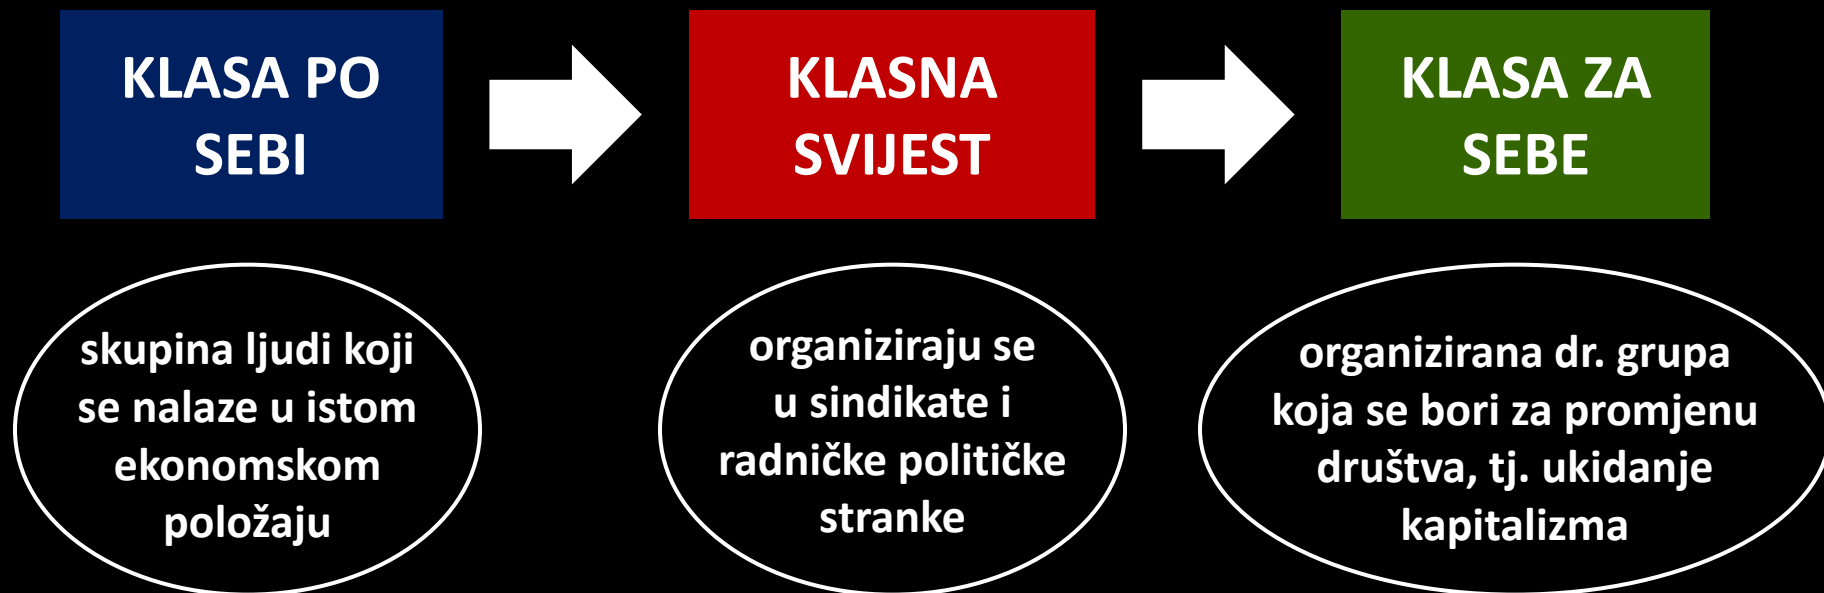 KLASA PO
SEBI
KLASNA
SVIJEST
KLASA ZA
SEBE
skupina ljudi koji
se nalaze u istom
ekonomskom
položaju
organiziraju se
u sindikate i
radničke političke
stranke
organizirana dr. grupa
koja se bori za promjenu
društva, tj. ukidanje
kapitalizma